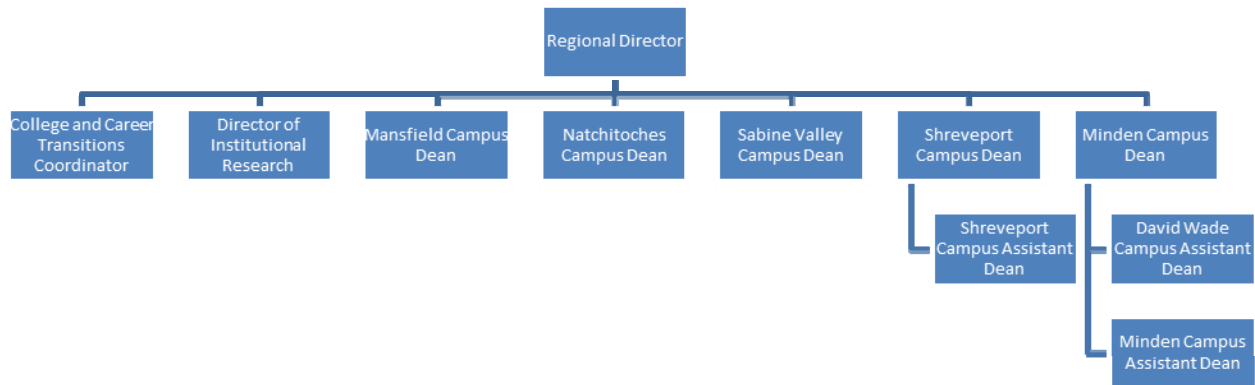 Regional Director
College and Career
Transitions
Coordinator
Director of
Institutional
Research
Mansfield Campus
Dean
Natchitoches
Campus Dean
Sabine Valley
Campus Dean
Shreveport
Campus Dean
Minden Campus
Dean
Shreveport
Campus Assistant
Dean
David Wade
Campus Assistant
Dean
Minden Campus
Assistant Dean